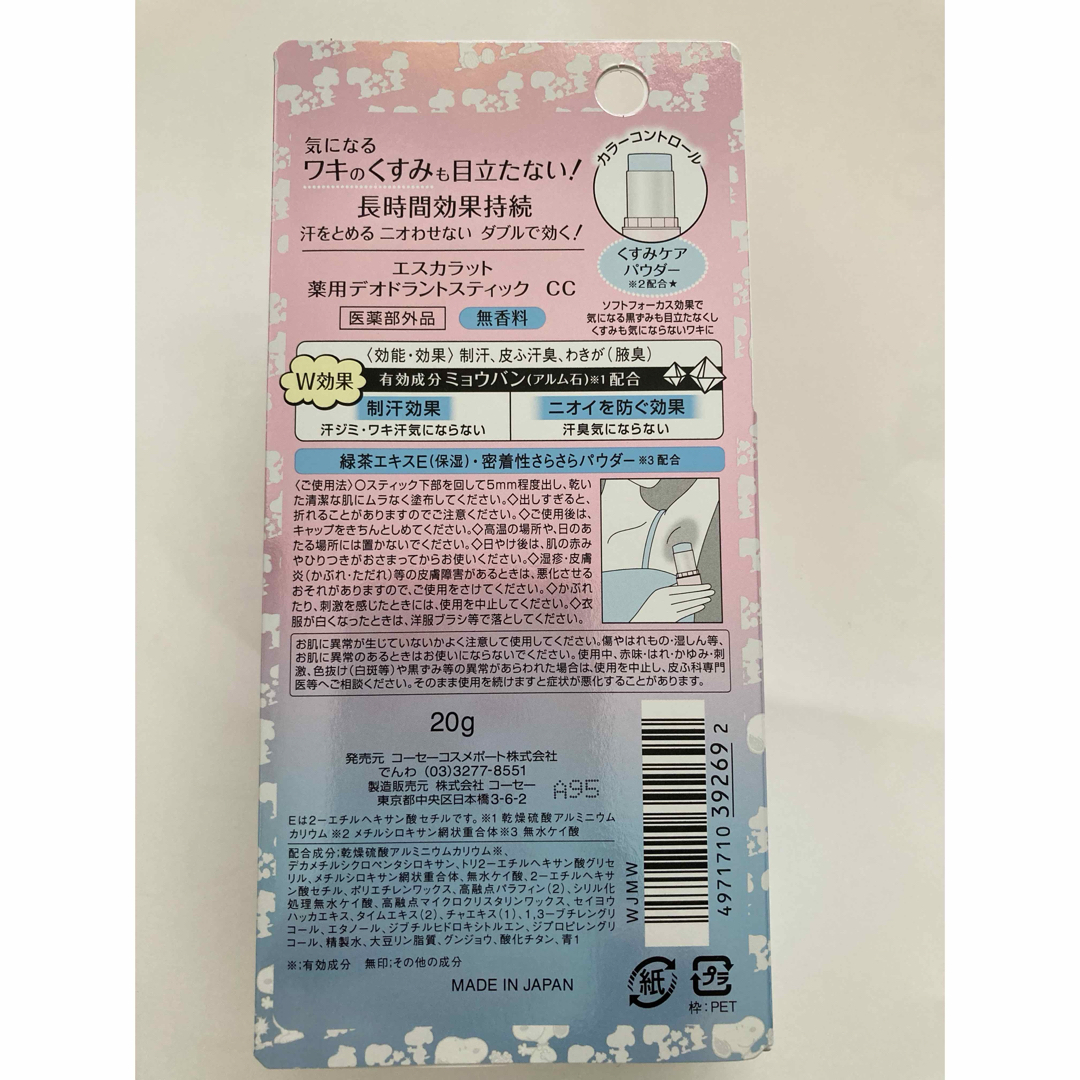 気になる
ワキのくすみも目立たない!
長時間効果持続
汗をとめる ニオわせない ダブルで効く!
カラーコントロール
くすみケア
パウダー
※2配合★
ソフトフォーカス効果で
気になる黒ずみも目立たなくし
くすみも気にならないワキに
エスカラット
薬用デオドラントスティック CC
医薬部外品 無香料
〈効能・効果〉制汗、皮ふ汗臭、わきが(腋臭)
W効果
有効成分ミョウバン(アルム石)※1配合
制汗効果
汗ジミ・ワキ汗気にならない
ニオイを防ぐ効果
汗臭気にならない
緑茶エキスE(保湿)・密着性さらさらパウダー※3配合
〈ご使用法〉○スティック下部を回して5mm程度出し、乾い
た清潔な肌にムラなく塗布してください。◇出しすぎると、
折れることがありますのでご注意ください。◇ご使用後は、
キャップをきちんとしめてください。◇高温の場所や、日のあ
たる場所には置かないでください。◇日やけ後は、肌の赤み
やひりつきがおさまってからお使いください。◇湿疹・皮膚
炎(かぶれ・ただれ)等の皮膚障害があるときは、悪化させる
おそれがありますので、ご使用をさけてください。◇かぶれ
たり、刺激を感じたときには、使用を中止してください。◇衣
服が白くなったときは、洋服ブラシ等で落としてください。
お肌に異常が生じていないかよく注意して使用してください。傷やはれもの・湿しん等、
お肌に異常のあるときはお使いにならないでください。使用中、赤味・はれ・かゆみ・刺
激、色抜け(白斑等)や黒ずみ等の異常があらわれた場合は、使用を中止し、皮ふ科専門
医等へご相談ください。そのまま使用を続けますと症状が悪化することがあります。
20g
発売元 コーセーコスメポート株式会社
でんわ (03)3277-8551
製造販売元 株式会社 コーセー
東京都中央区日本橋3-6-2
A95
Eは2-エチルヘキサン酸セチルです。※1 乾燥硫酸アルミニウム
カリウム ※2 メチルシロキサン網状重合体※3 無水ケイ酸
配合成分;乾燥硫酸アルミニウムカリウム※、
デカメチルシクロペンタシロキサン、トリ2-エチルヘキサン酸グリセ
リル、メチルシロキサン網状重合体、無水ケイ酸、2-エチルヘキサ
ン酸セチル、ポリエチレンワックス、高融点パラフィン(2)、シリル化
処理無水ケイ酸、高融点マイクロクリスタリンワックス、セイヨウ
ハッカエキス、タイムエキス(2)、チャエキス(1)、1,3-ブチレングリ
コール、エタノール、ジブチルヒドロキシトルエン、ジプロピレングリ
コール、精製水、大豆リン脂質、グンジョウ、酸化チタン、青1
※;有効成分 無印;その他の成分
MADE IN JAPAN
WJMW
4971710 392692
紙
プラ
枠:PET